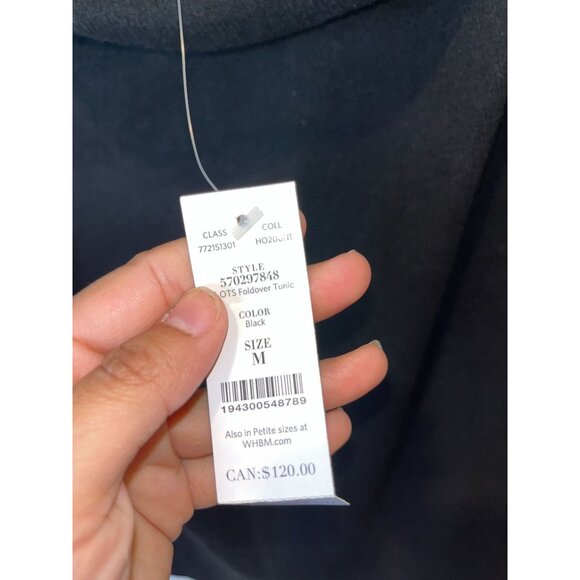 CLASS COLL
772151301
STYLE
570297848
OTS Foldover Tunic
COLOR
Black
SIZE
M
194300548789
Also in Petite sizes at
WHBM.com
CAN:$120.00